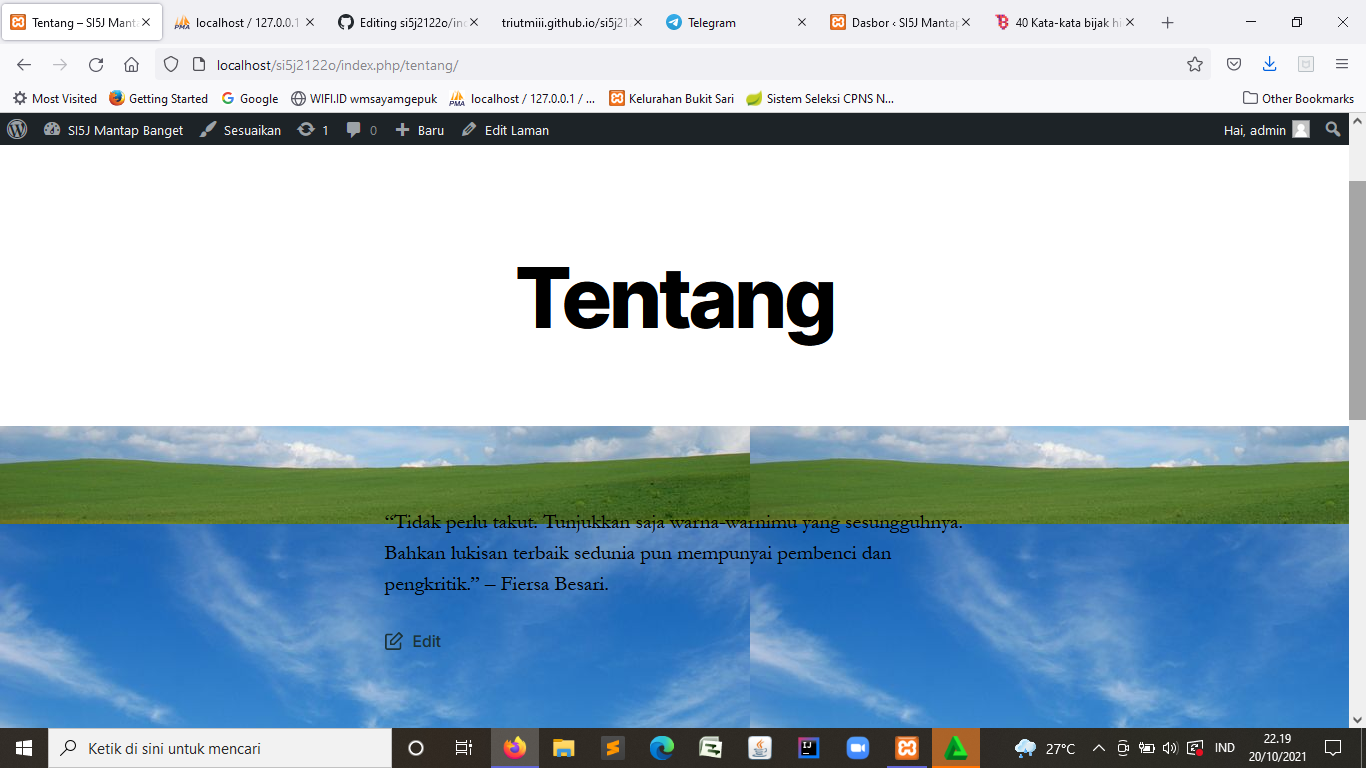 Tentang – SI5J Manta
localhost / 127.0.0.1
Editing si5j2122o/ind
triutmiii.github.io/si5j21
Telegram
Dasbor ‹ SI5J Mantap
40 Kata-kata bijak hi
localhost/si5j2122o/index.php/tentang/
Most Visited
Getting Started
Google
WIFI.ID wmsayamgepuk
PMA
localhost / 127.0.0.1 / ...
Kelurahan Bukit Sari
Sistem Seleksi CPNS N...
Other Bookmarks
SI5J Mantap Banget
Sesuaikan
1
0
Baru
Edit Laman
Hai, admin
Tentang
“Tidak perlu takut. Tunjukkan saja warna-warnimu yang sesungguhnya.
Bahkan lukisan terbaik sedunia pun mempunyai pembenci dan
pengkritik.” – Fiersa Besari.
Edit
Ketik di sini untuk mencari
27°C
IND
22.19
20/10/2021